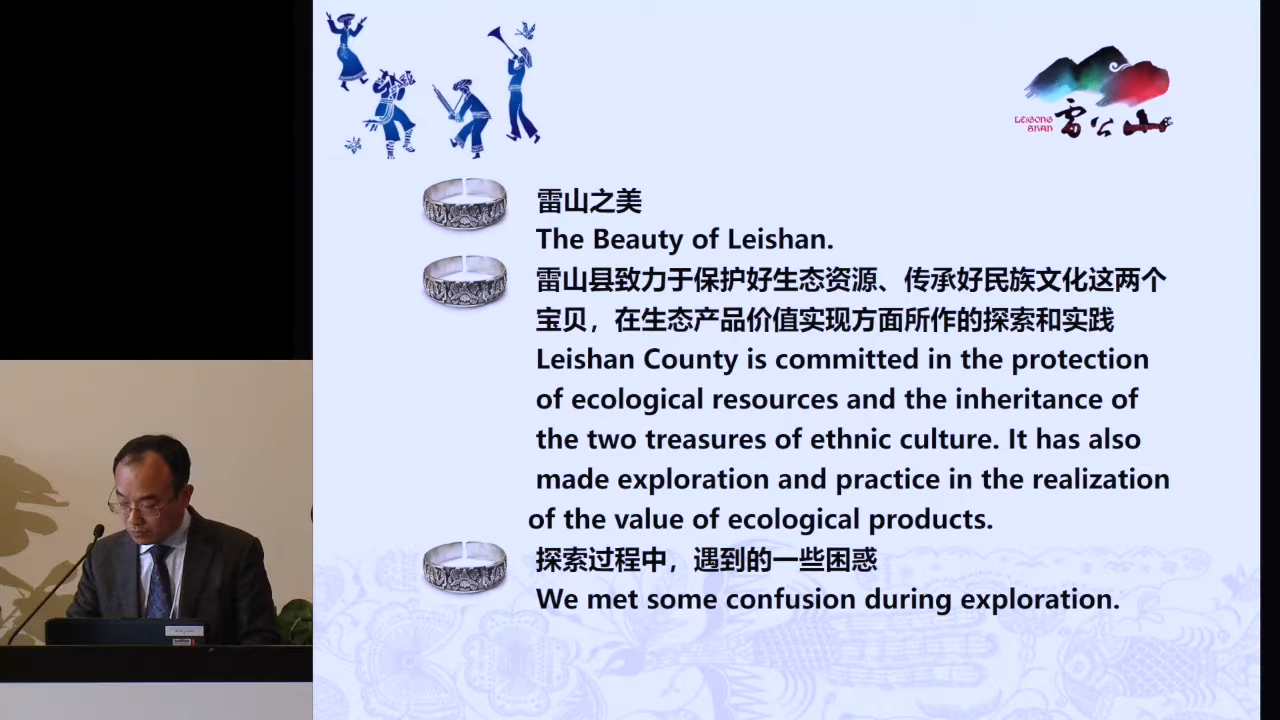 LEIGONG
SHAN
雷公山
雷山之美
The Beauty of Leishan.
雷山县致力于保护好生态资源、传承好民族文化这两个
宝贝，在生态产品价值实现方面所作的探索和实践
Leishan County is committed in the protection
of ecological resources and the inheritance of
the two treasures of ethnic culture. It has also
made exploration and practice in the realization
of the value of ecological products.
探索过程中，遇到的一些困惑
We met some confusion during exploration.